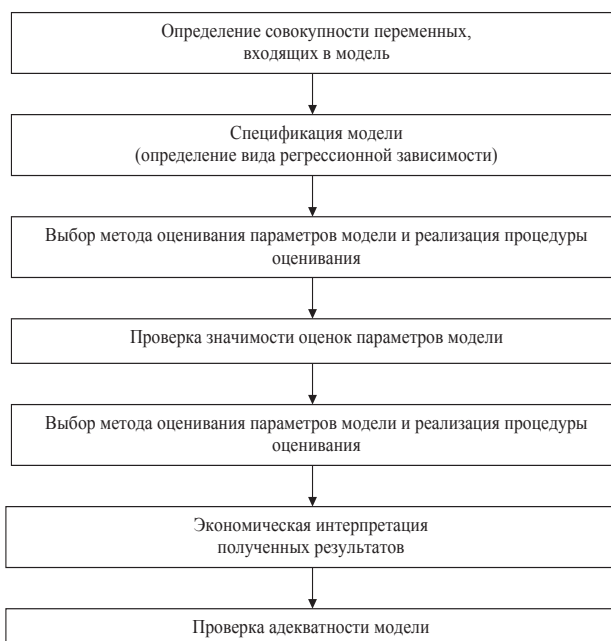 Определение совокупности переменных,
входящих в модель
Спецификация модели
(определение вида регрессионной зависимости)
Выбор метода оценивания параметров модели и реализация процедуры
оценивания
Проверка значимости оценок параметров модели
Выбор метода оценивания параметров модели и реализация процедуры
оценивания
Экономическая интерпретация
полученных результатов
Проверка адекватности модели